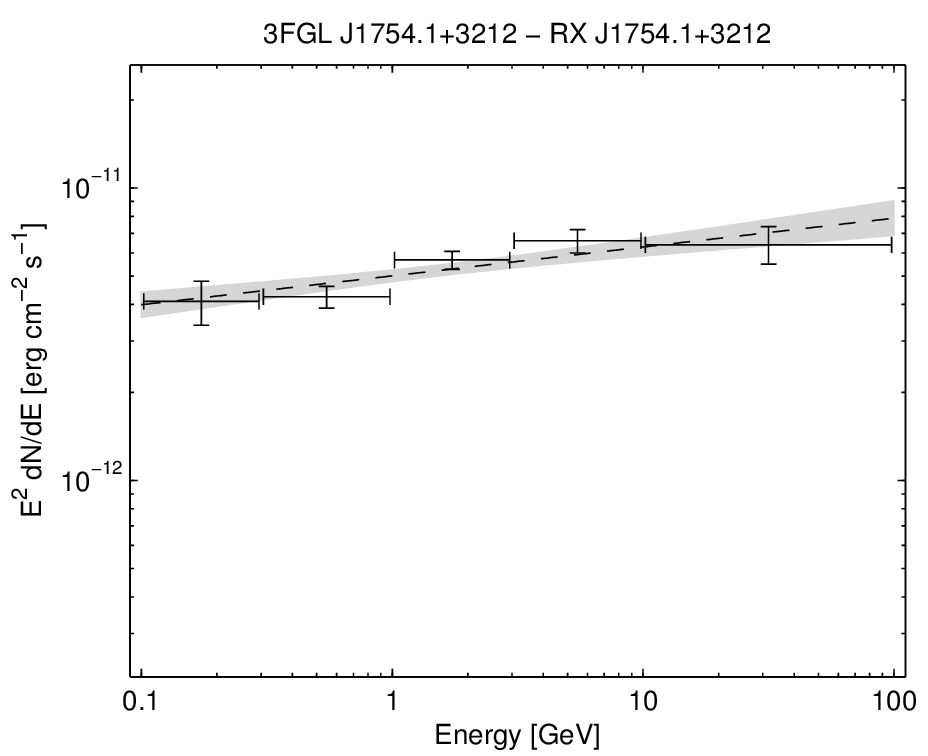 3FGL J1754.1+3212 − RX J1754.1+3212
10⁻¹¹
10⁻¹²
E² dN/dE [erg cm⁻² s⁻¹]
0.1 1 10 100
Energy [GeV]